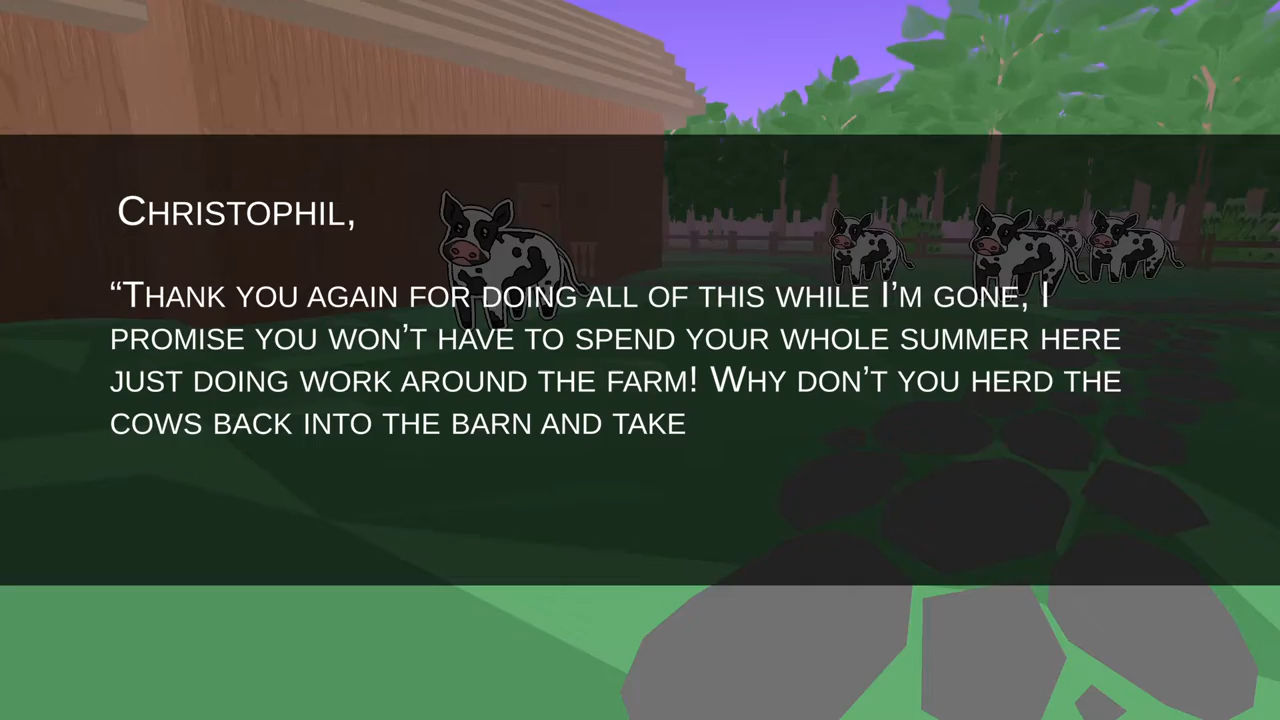 Christophil,
“Thank you again for doing all of this while I’m gone, I
promise you won’t have to spend your whole summer here
just doing work around the farm! Why don’t you herd the
cows back into the barn and take